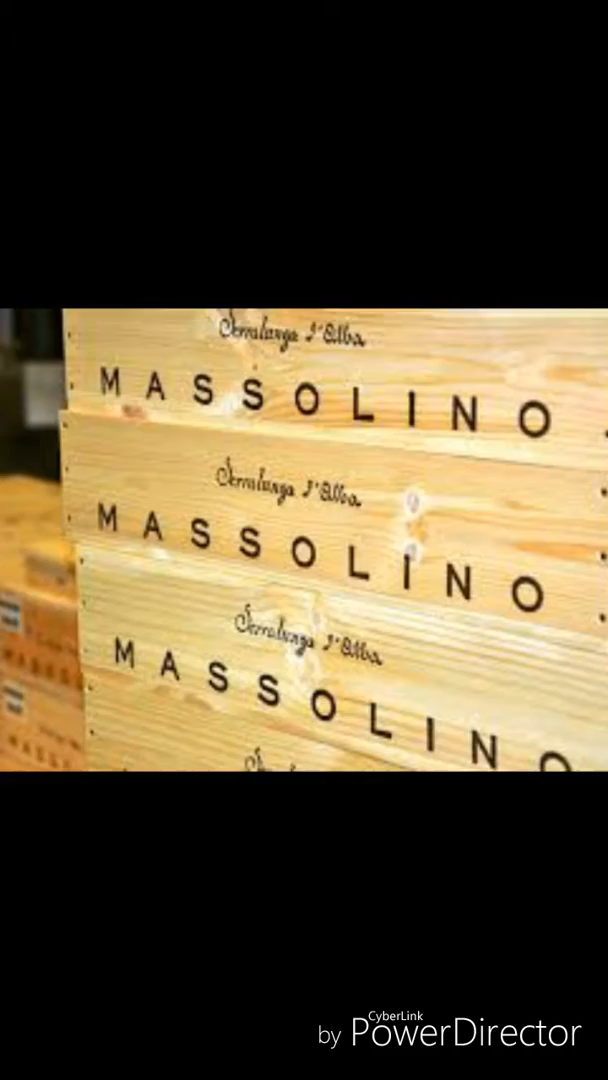 Serralunga d'Alba
MASSOLINO
Serralunga d'Alba
MASSOLINO
Serralunga d'Alba
MASSOLINO
CyberLink
by PowerDirector